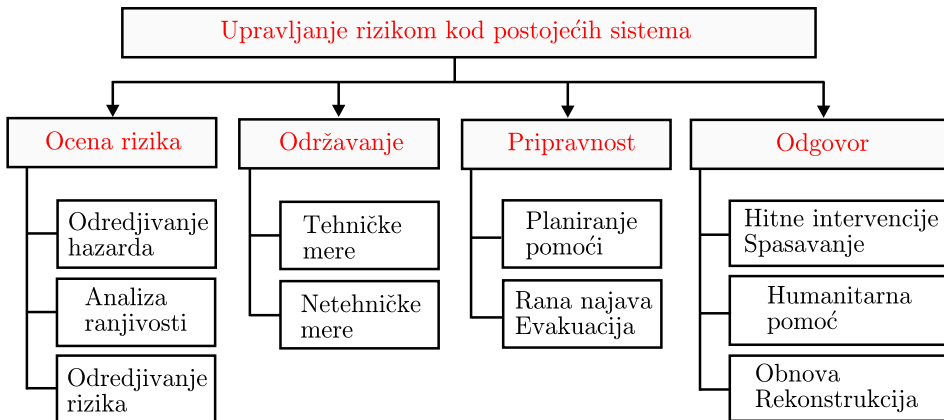 Upravljanje rizikom kod postojećih sistema
Ocena rizika
Odredjivanje
hazarda
Analiza
ranjivosti
Odredjivanje
rizika
Održavanje
Tehničke
mere
Netehničke
mere
Pripravnost
Planiranje
pomoći
Rana najava
Evakuacija
Odgovor
Hitne intervencije
Spasavanje
Humanitarna
pomoć
Obnova
Rekonstrukcija